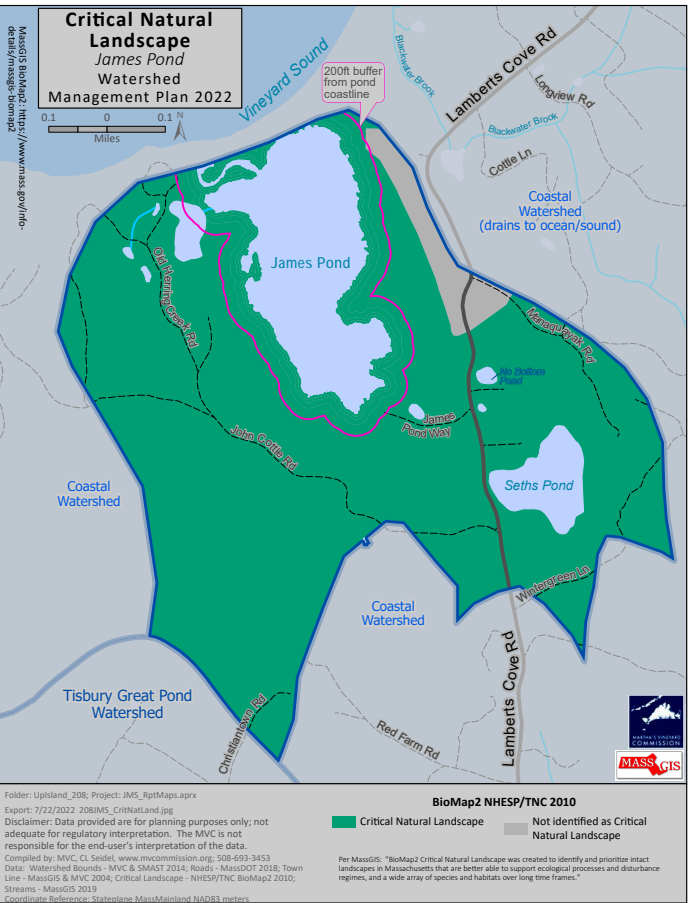 Critical Natural
Landscape
James Pond
Watershed
Management Plan 2022
0.1 0 0.1
Miles
N
MassGIS BioMap2: https://www.mass.gov/info-
details/massgis-biomap2
Vineyard Sound
200ft buffer
from pond
coastline
Blackwater Brook
Lamberts Cove Rd
Longview Rd
Blackwater Brook
Cottle Ln
Coastal
Watershed
(drains to ocean/sound)
James Pond
Old Herring Creek Rd
Managuayak Rd
No Bottom
Pond
James
Pond Way
John Cottle Rd
Seths Pond
Coastal
Watershed
Wintergreen Ln
Coastal
Watershed
Lamberts Cove Rd
Tisbury Great Pond
Watershed
Christiantown Rd
Red Farm Rd
MARTHA'S VINEYARD
COMMISSION
MASS GIS
Folder: UpIsland_208; Project: JMS_RptMaps.aprx
Export: 7/22/2022 208JMS_CritNatLand.jpg
Disclaimer: Data provided are for planning purposes only; not
adequate for regulatory interpretation. The MVC is not
responsible for the end-user's interpretation of the data.
Compiled by: MVC, CL Seidel, www.mvcommission.org; 508-693-3453
Data: Watershed Bounds - MVC & SMAST 2014; Roads - MassDOT 2018; Town
Line - MassGIS & MVC 2004; Critical Landscape - NHESP/TNC BioMap2 2010;
Streams - MassGIS 2019
Coordinate Reference: Stateplane MassMainland NAD83 meters
BioMap2 NHESP/TNC 2010
Critical Natural Landscape
Not identified as Critical
Natural Landscape
Per MassGIS: "BioMap2 Critical Natural Landscape was created to identify and prioritize intact
landscapes in Massachusetts that are better able to support ecological processes and disturbance
regimes, and a wide array of species and habitats over long time frames."